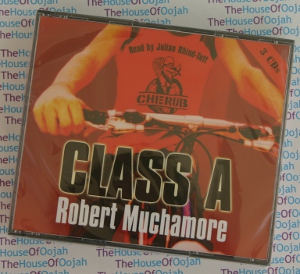 TheHouseOfOojah
Read by Julian Rhind-Tutt
3 CDs
CHERUB
CLASS A
Robert Muchamore